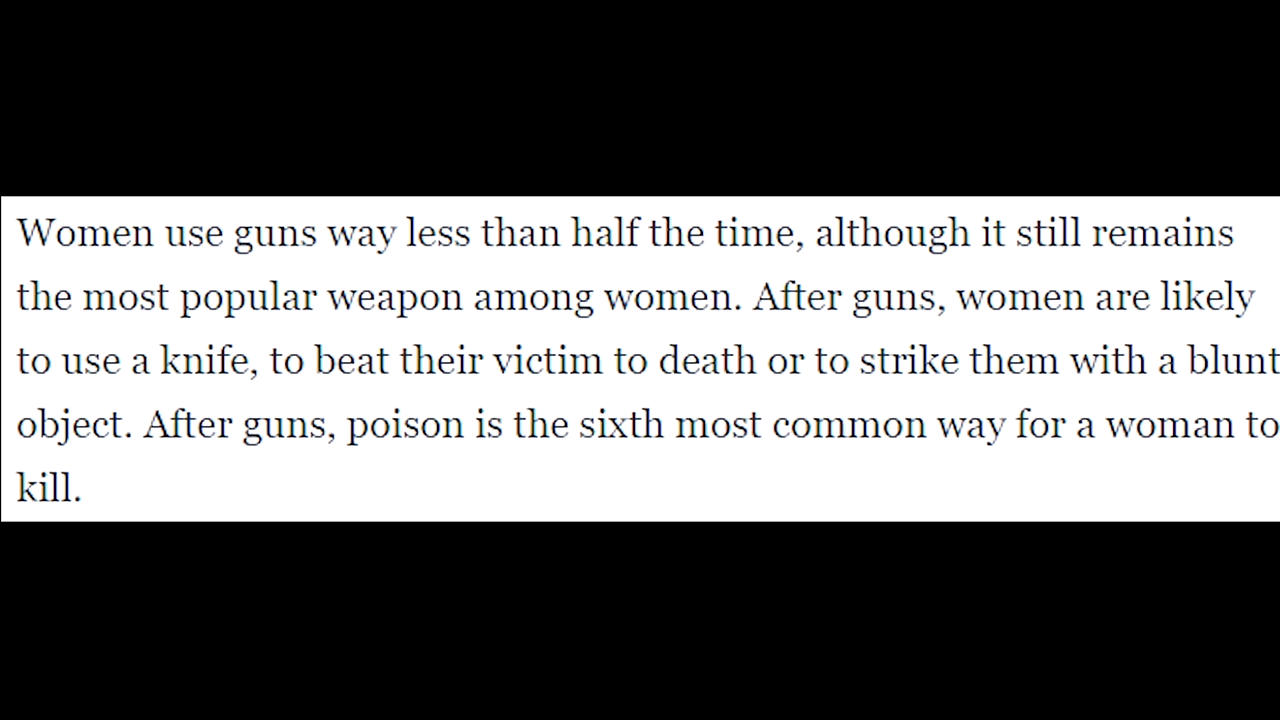 Women use guns way less than half the time, although it still remains
the most popular weapon among women. After guns, women are likely
to use a knife, to beat their victim to death or to strike them with a blunt
object. After guns, poison is the sixth most common way for a woman to
kill.